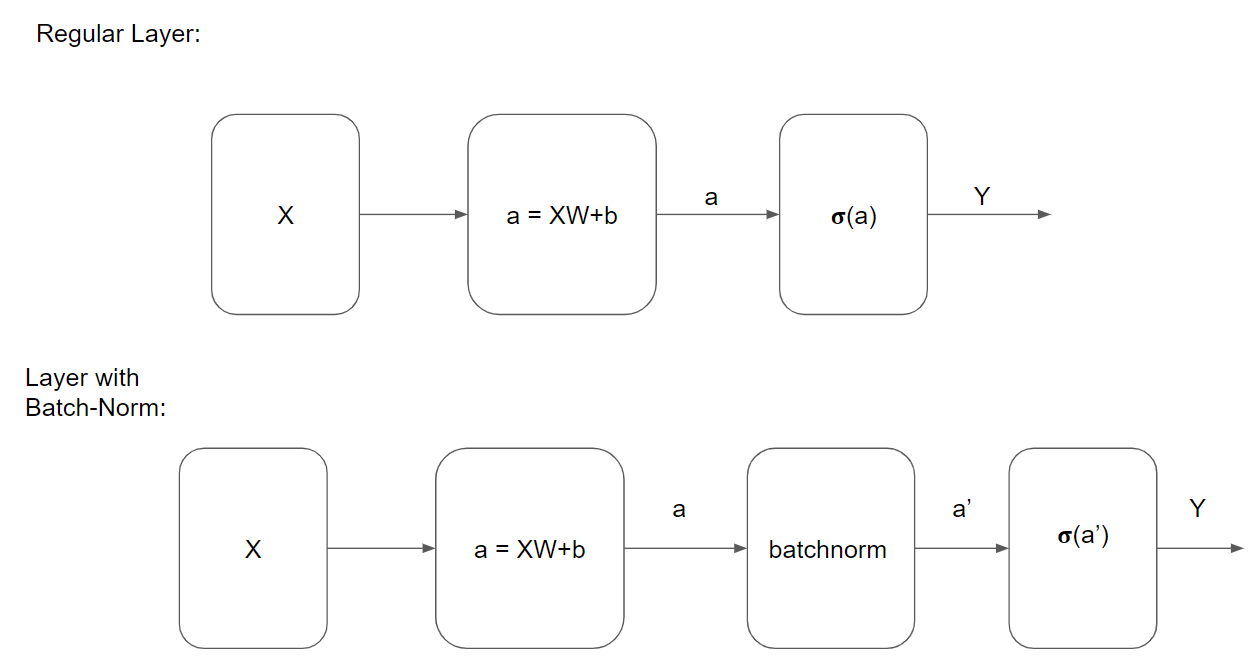 Regular Layer:
X
a = XW+b
a
σ(a)
Y
Layer with
Batch-Norm:
X
a = XW+b
a
batchnorm
a’
σ(a’)
Y